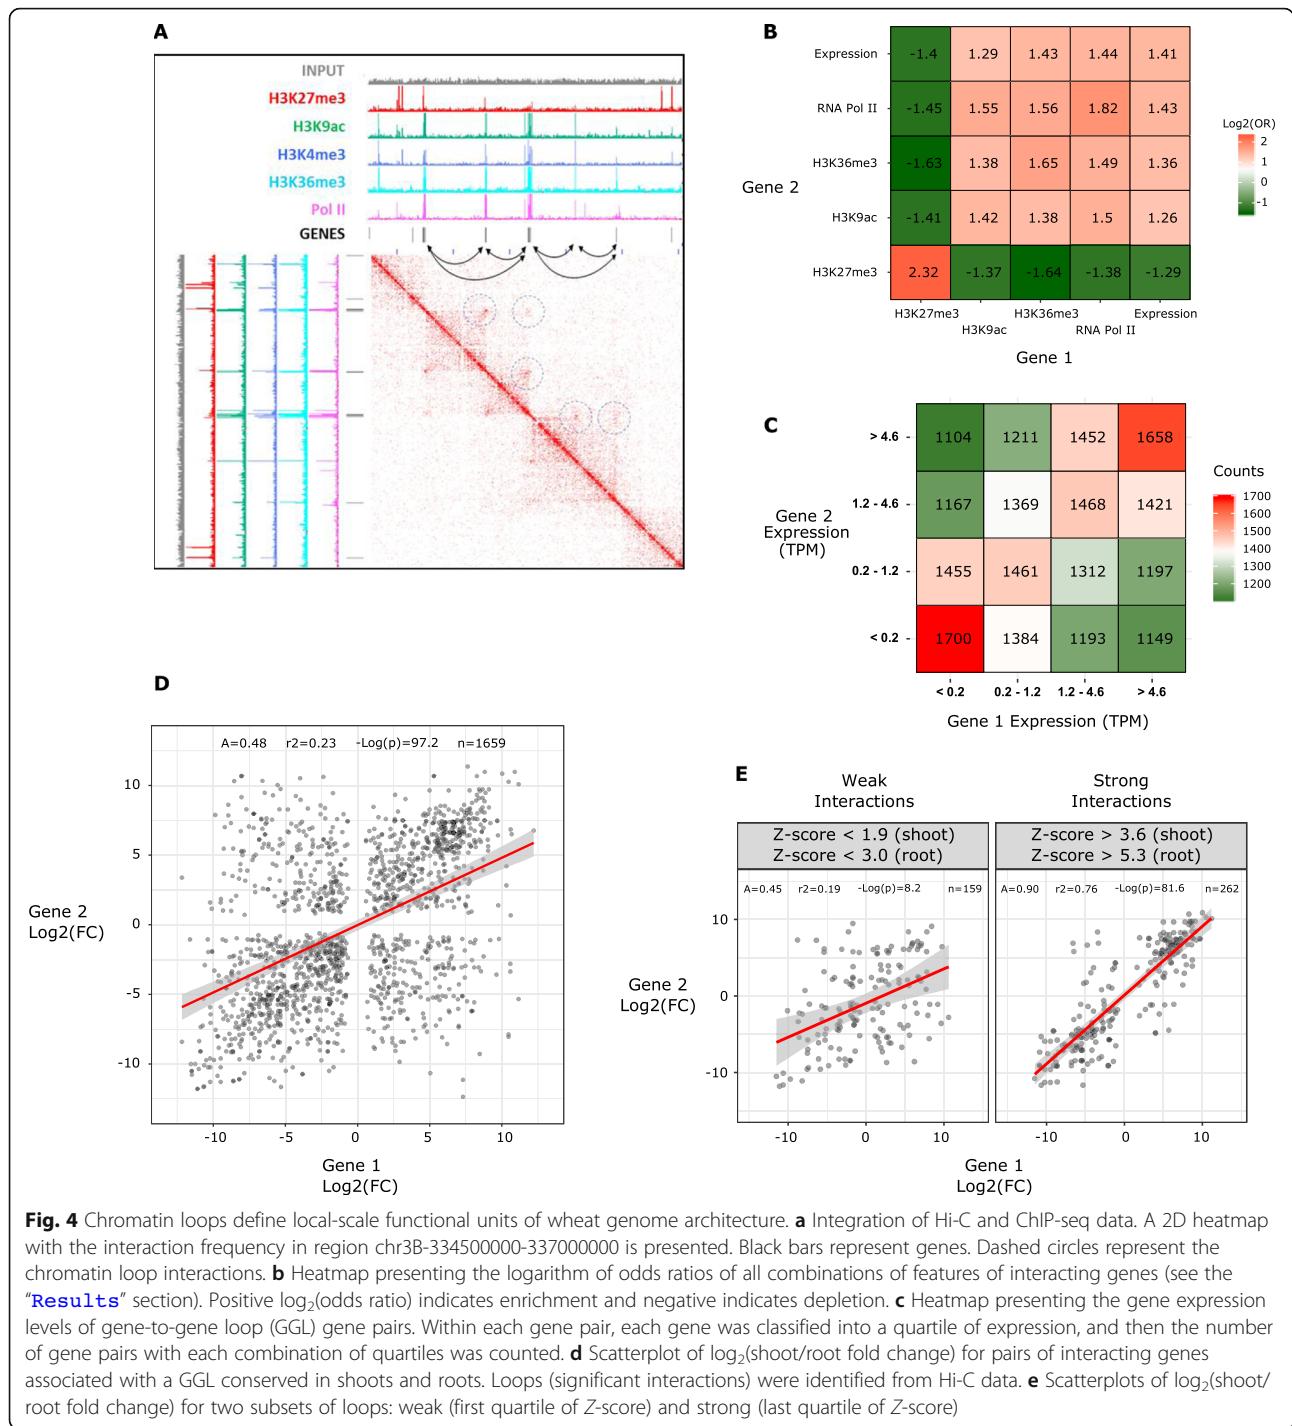 A
INPUT
H3K27me3
H3K9ac
H3K4me3
H3K36me3
Pol II
GENES
B
Expression
RNA Pol II
H3K36me3
H3K9ac
H3K27me3
Gene 2
-1.4 1.29 1.43 1.44 1.41
-1.45 1.55 1.56 1.82 1.43
-1.63 1.38 1.65 1.49 1.36
-1.41 1.42 1.38 1.5 1.26
2.32 -1.37 -1.64 -1.38 -1.29
H3K27me3 H3K36me3 Expression
H3K9ac RNA Pol II
Gene 1
Log2(OR)
2
1
0
-1
C
Gene 2
Expression
(TPM)
> 4.6 1104 1211 1452 1658
1.2 - 4.6 1167 1369 1468 1421
0.2 - 1.2 1455 1461 1312 1197
< 0.2 1700 1384 1193 1149
< 0.2 0.2 - 1.2 1.2 - 4.6 > 4.6
Gene 1 Expression (TPM)
Counts
1700
1600
1500
1400
1300
1200
D
A=0.48 r2=0.23 -Log(p)=97.2 n=1659
10
5
0
-5
-10
Gene 2
Log2(FC)
-10 -5 0 5 10
Gene 1
Log2(FC)
E
Weak
Interactions
Z-score < 1.9 (shoot)
Z-score < 3.0 (root)
A=0.45 r2=0.19 -Log(p)=8.2 n=159
Strong
Interactions
Z-score > 3.6 (shoot)
Z-score > 5.3 (root)
A=0.90 r2=0.76 -Log(p)=81.6 n=262
10
0
-10
Gene 2
Log2(FC)
-10 0 10 -10 0 10
Gene 1
Log2(FC)
Fig. 4 Chromatin loops define local-scale functional units of wheat genome architecture. a Integration of Hi-C and ChIP-seq data. A 2D heatmap
with the interaction frequency in region chr3B-334500000-337000000 is presented. Black bars represent genes. Dashed circles represent the
chromatin loop interactions. b Heatmap presenting the logarithm of odds ratios of all combinations of features of interacting genes (see the
“Results” section). Positive log2(odds ratio) indicates enrichment and negative indicates depletion. c Heatmap presenting the gene expression
levels of gene-to-gene loop (GGL) gene pairs. Within each gene pair, each gene was classified into a quartile of expression, and then the number
of gene pairs with each combination of quartiles was counted. d Scatterplot of log2(shoot/root fold change) for pairs of interacting genes
associated with a GGL conserved in shoots and roots. Loops (significant interactions) were identified from Hi-C data. e Scatterplots of log2(shoot/
root fold change) for two subsets of loops: weak (first quartile of Z-score) and strong (last quartile of Z-score)